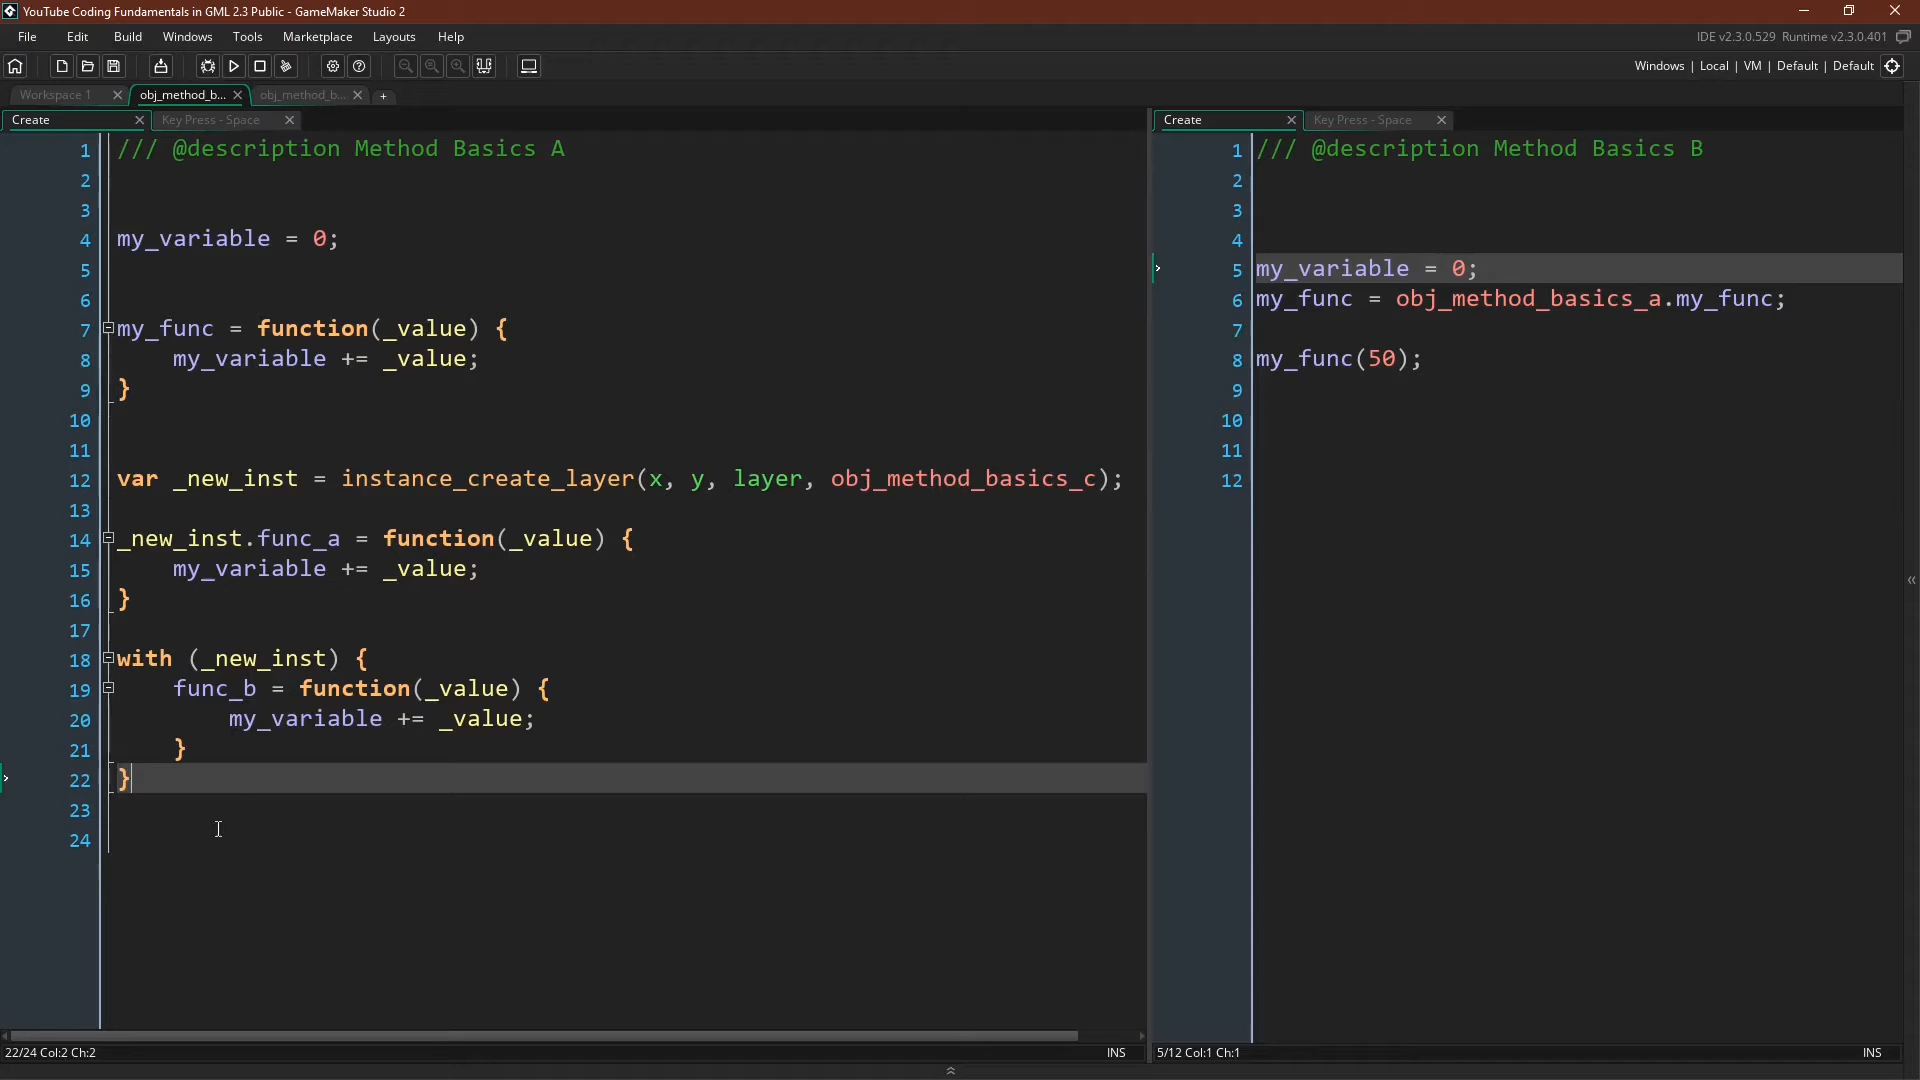 YouTube Coding Fundamentals in GML 2.3 Public - GameMaker Studio 2
File Edit Build Windows Tools Marketplace Layouts Help
IDE v2.3.0.529 Runtime v2.3.0.401
Windows | Local | VM | Default | Default
Workspace 1 obj_method_b... obj_method_b... +
Create Key Press - Space
1 /// @description Method Basics A
2
3
4 my_variable = 0;
5
6
7 my_func = function(_value) {
8 my_variable += _value;
9 }
10
11
12 var _new_inst = instance_create_layer(x, y, layer, obj_method_basics_c);
13
14 _new_inst.func_a = function(_value) {
15 my_variable += _value;
16 }
17
18 with (_new_inst) {
19 func_b = function(_value) {
20 my_variable += _value;
21 }
22 }
23
24
22/24 Col:2 Ch:2 INS
Create Key Press - Space
1 /// @description Method Basics B
2
3
4
5 my_variable = 0;
6 my_func = obj_method_basics_a.my_func;
7
8 my_func(50);
9
10
11
12
5/12 Col:1 Ch:1 INS